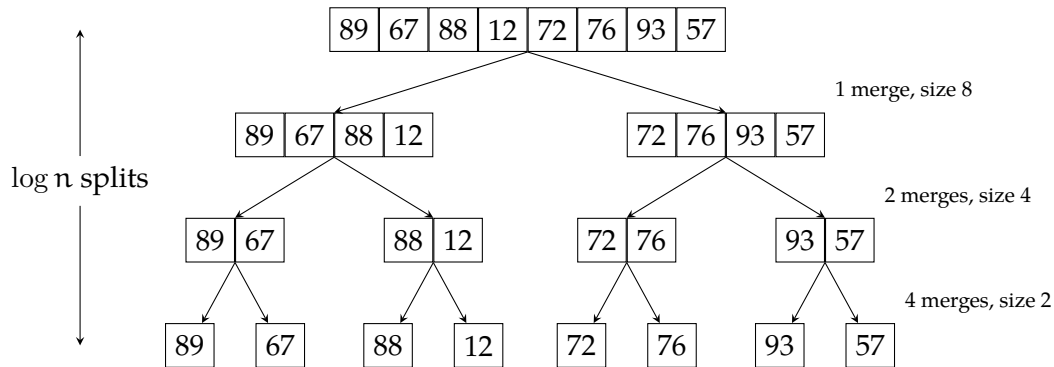 89 67 88 12 72 76 93 57
1 merge, size 8
89 67 88 12 72 76 93 57
log n splits
2 merges, size 4
89 67 88 12 72 76 93 57
4 merges, size 2
89 67 88 12 72 76 93 57